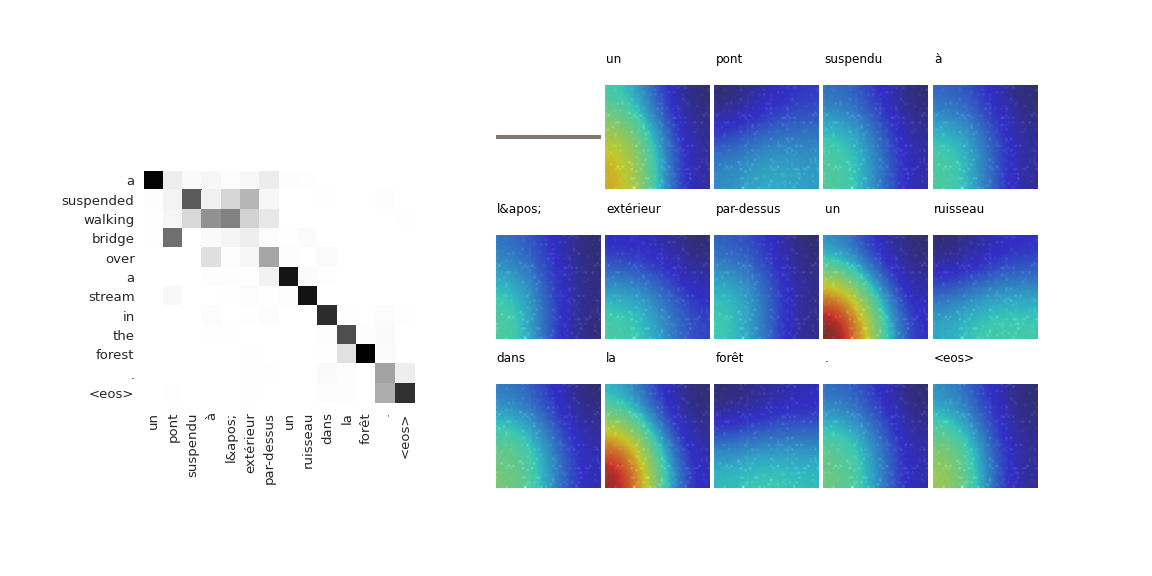 a
suspended
walking
bridge
over
a
stream
in
the
forest
.
<eos>
un
pont
suspendu
à
l&apos;
extérieur
par-dessus
un
ruisseau
dans
la
forêt
.
<eos>
un pont suspendu à
l&apos; extérieur par-dessus un ruisseau
dans la forêt . <eos>